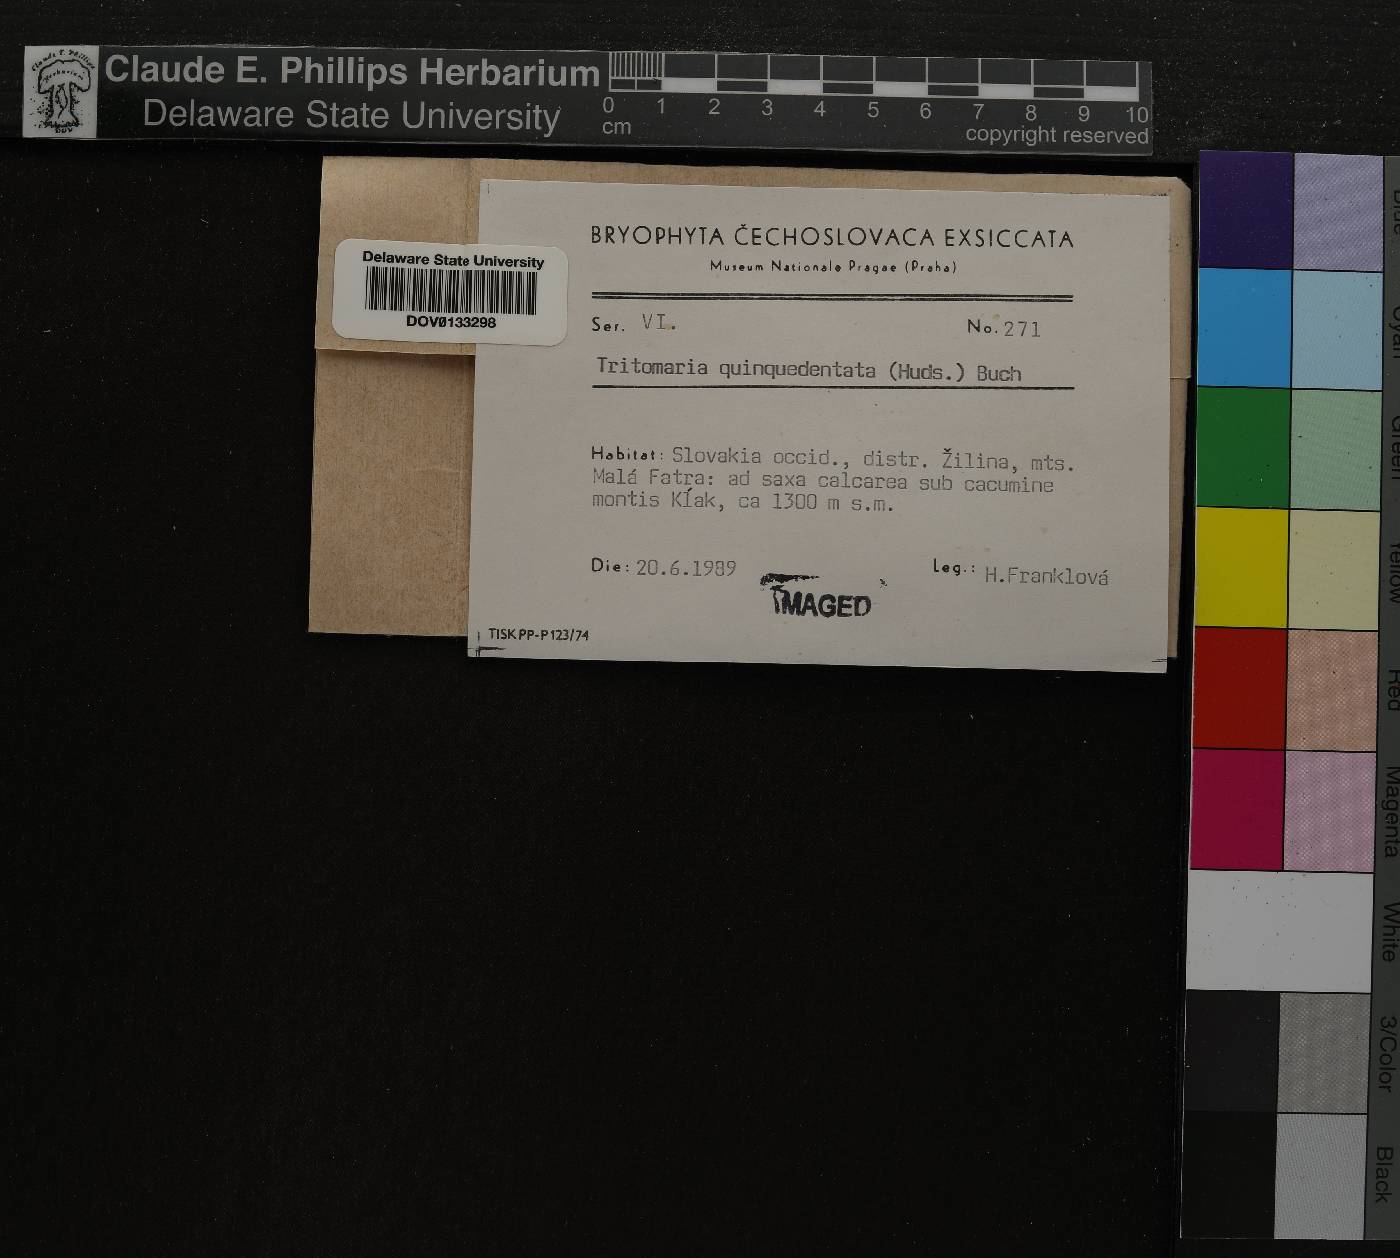 Claude E. Phillips Herbarium
Delaware State University
0 1 2 3 4 5 6 7 8 9 10
cm
copyright reserved
Delaware State University
DOV0133298
BRYOPHYTA ČECHOSLOVACA EXSICCATA
Museum Nationale Pragae (Praha)
Ser. VI. No. 271
Tritomaria quinquedentata (Huds.) Buch
Habitat: Slovakia occid., distr. Žilina, mts.
Malá Fatra: ad saxa calcarea sub cacumine
montis Kĺak, ca 1300 m s.m.
Die: 20.6.1989 Leg.: H.Franklová
IMAGED
TISK PP-P 123/74
Blue
Cyan
Green
Yellow
Red
Magenta
White
3/Color
Black